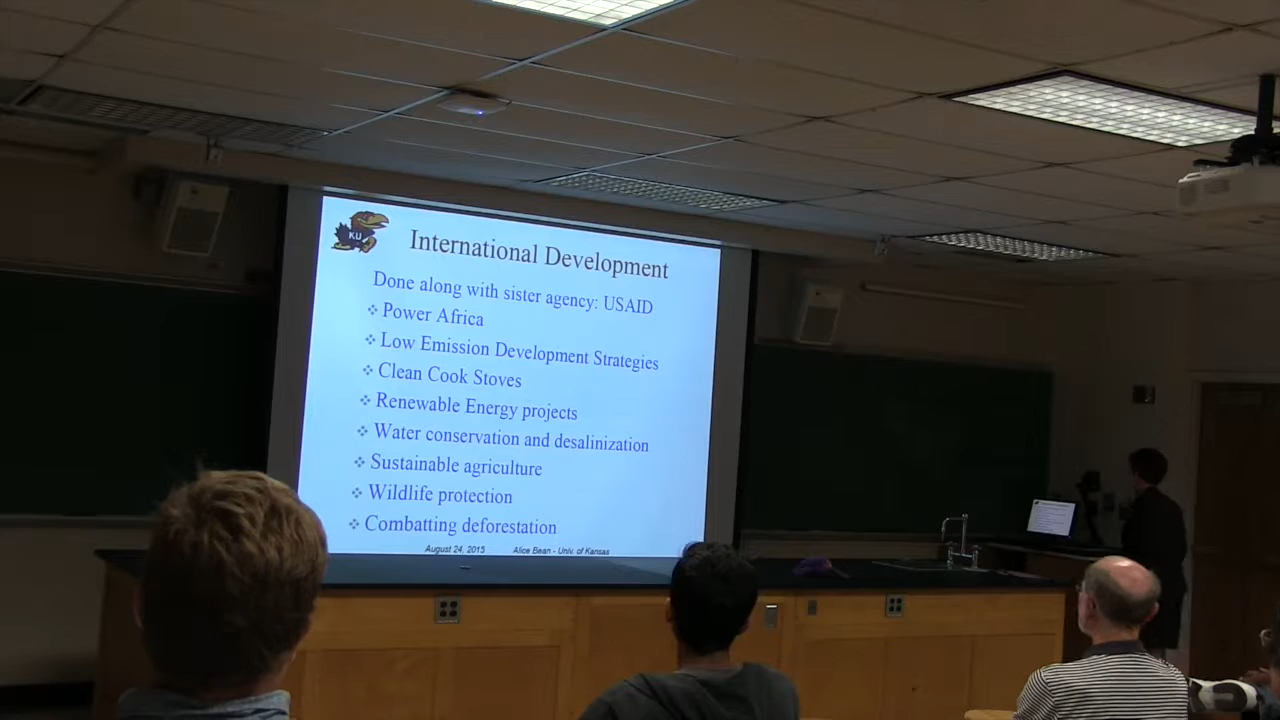 KU
International Development
Done along with sister agency: USAID
❖ Power Africa
❖ Low Emission Development Strategies
❖ Clean Cook Stoves
❖ Renewable Energy projects
❖ Water conservation and desalinization
❖ Sustainable agriculture
❖ Wildlife protection
❖ Combatting deforestation
August 24, 2015 Alice Bean - Univ. of Kansas